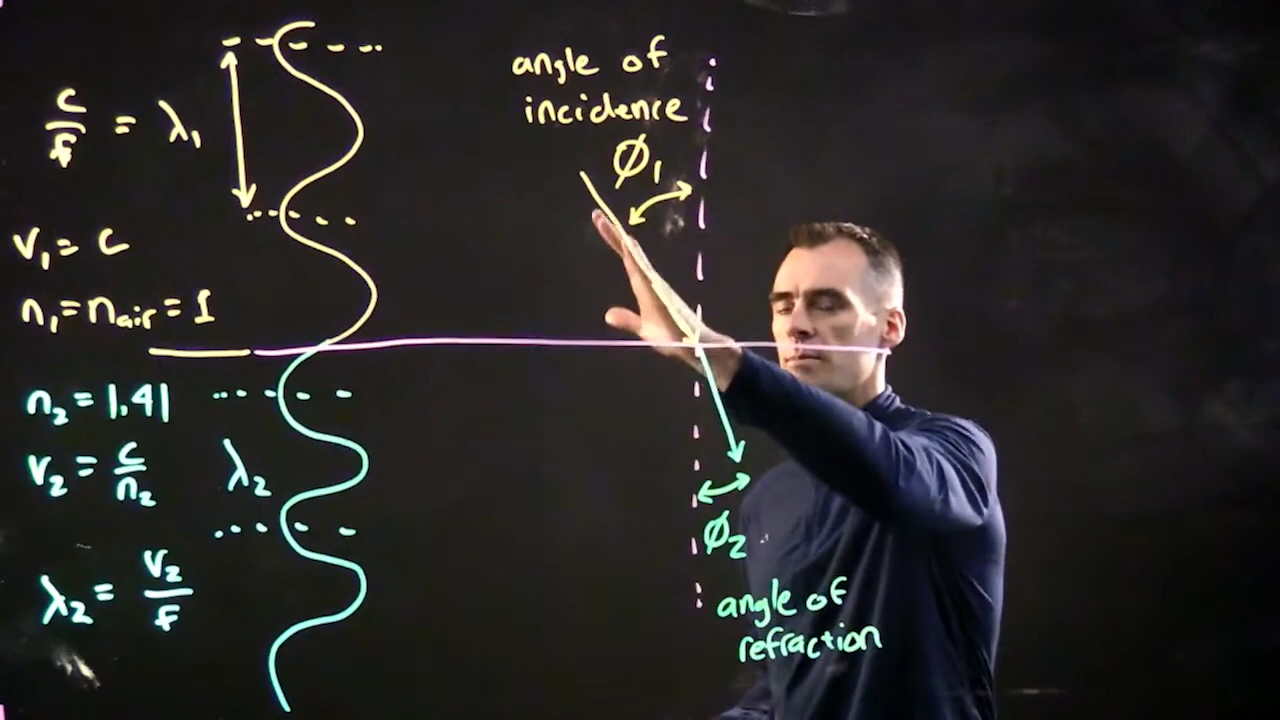 c/f = λ₁
v₁ = c
n₁ = n_air = 1
n₂ = 1.41
v₂ = c/n₂
λ₂
λ₂ = v₂/f
angle of
incidence
Ø₁
Ø₂
angle of
refraction